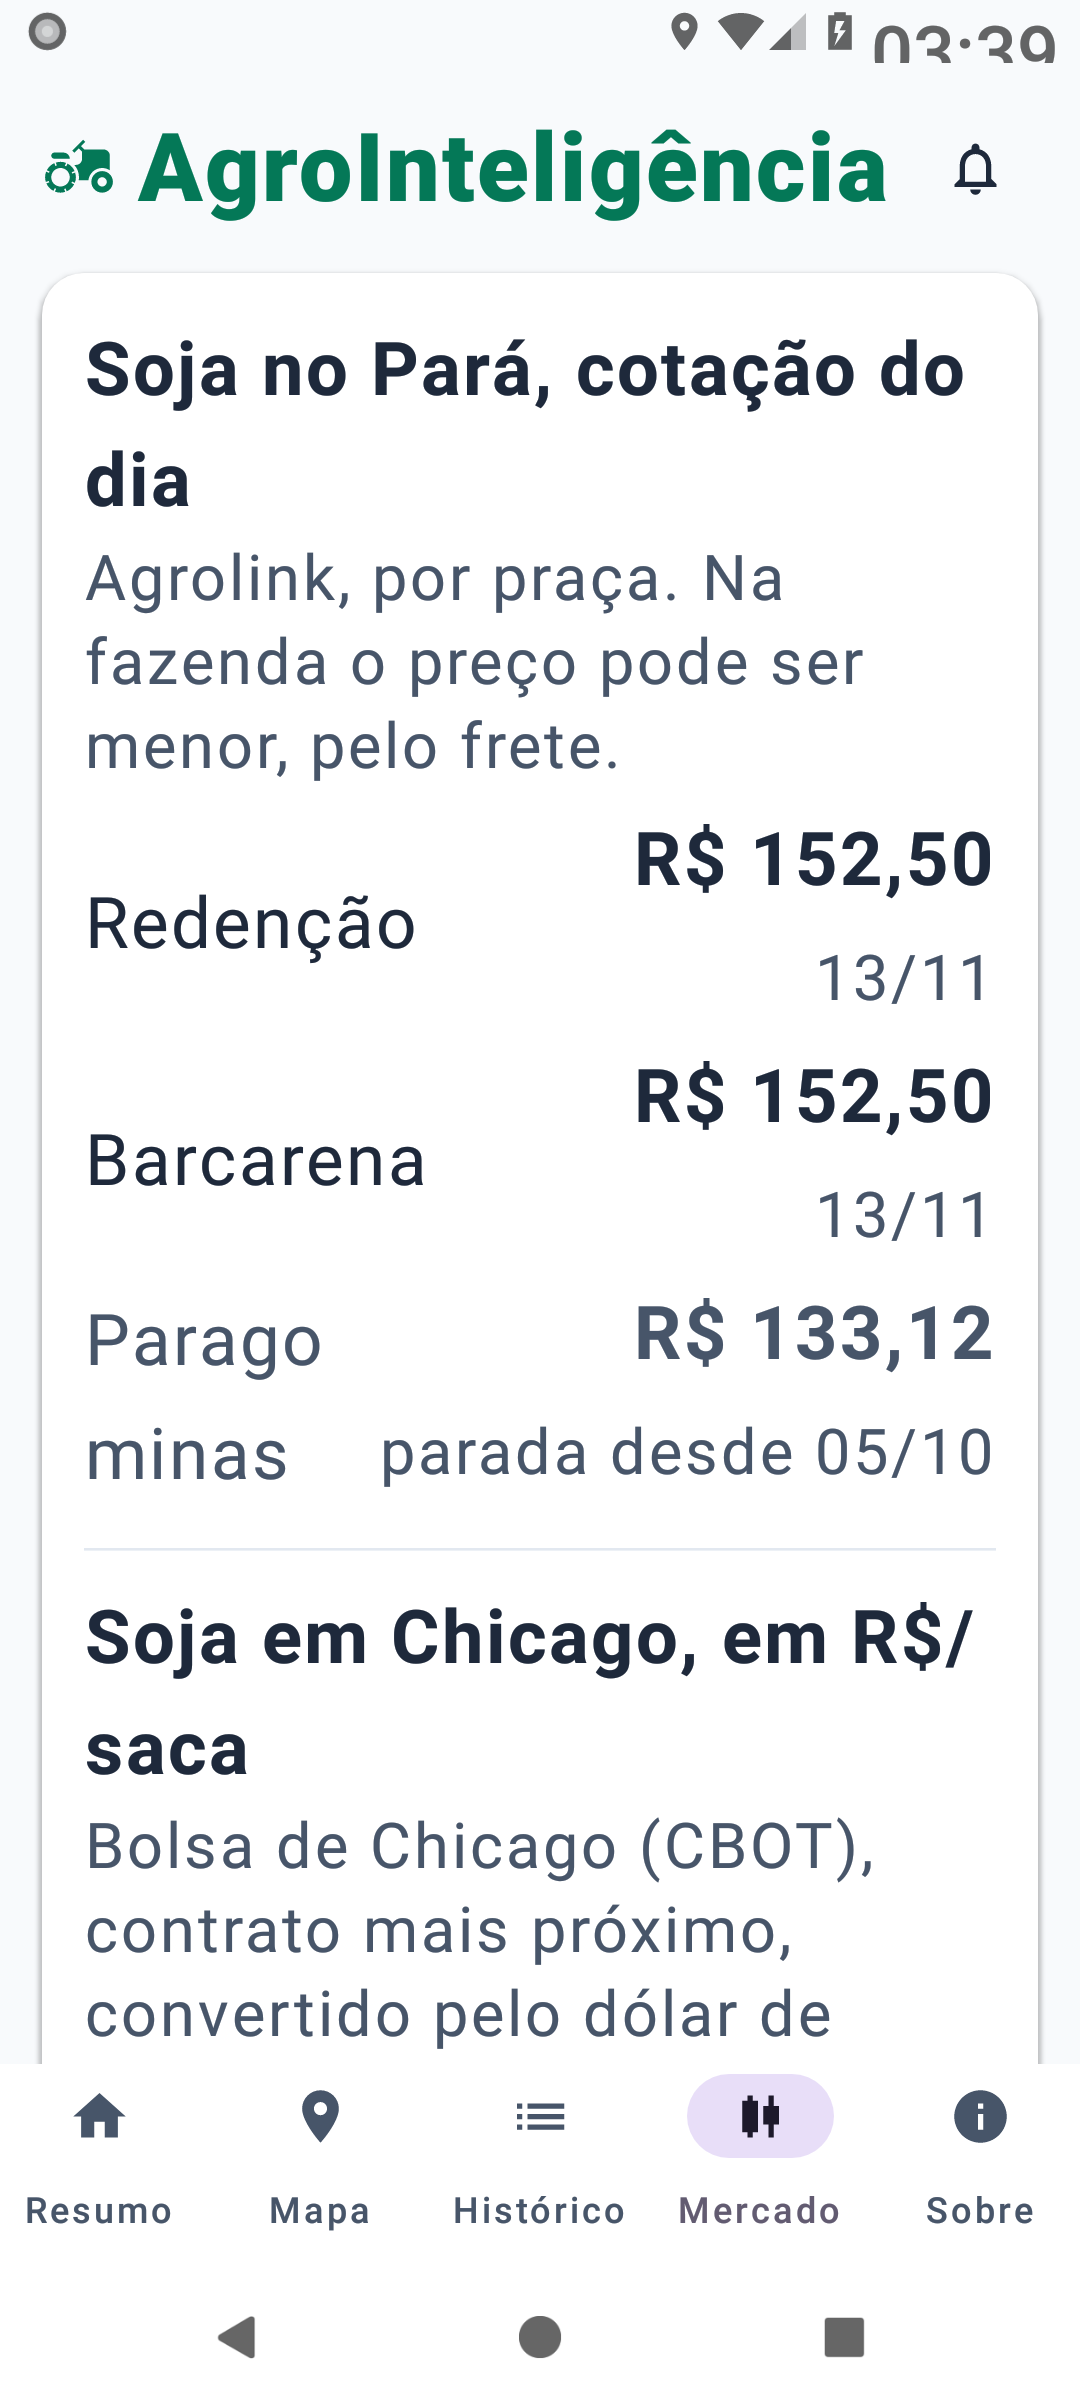 03:39
AgroInteligência
Soja no Pará, cotação do
dia
Agrolink, por praça. Na
fazenda o preço pode ser
menor, pelo frete.
Redenção
R$ 152,50
13/11
Barcarena
R$ 152,50
13/11
Parago
minas
R$ 133,12
parada desde 05/10
Soja em Chicago, em R$/
saca
Bolsa de Chicago (CBOT),
contrato mais próximo,
convertido pelo dólar de
Resumo
Mapa
Histórico
Mercado
Sobre